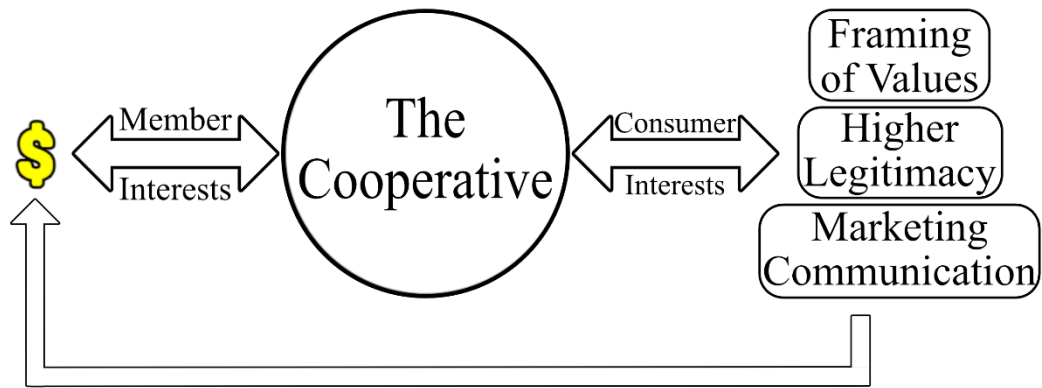 $
Member
Interests
The
Cooperative
Consumer
Interests
Framing
of Values
Higher
Legitimacy
Marketing
Communication